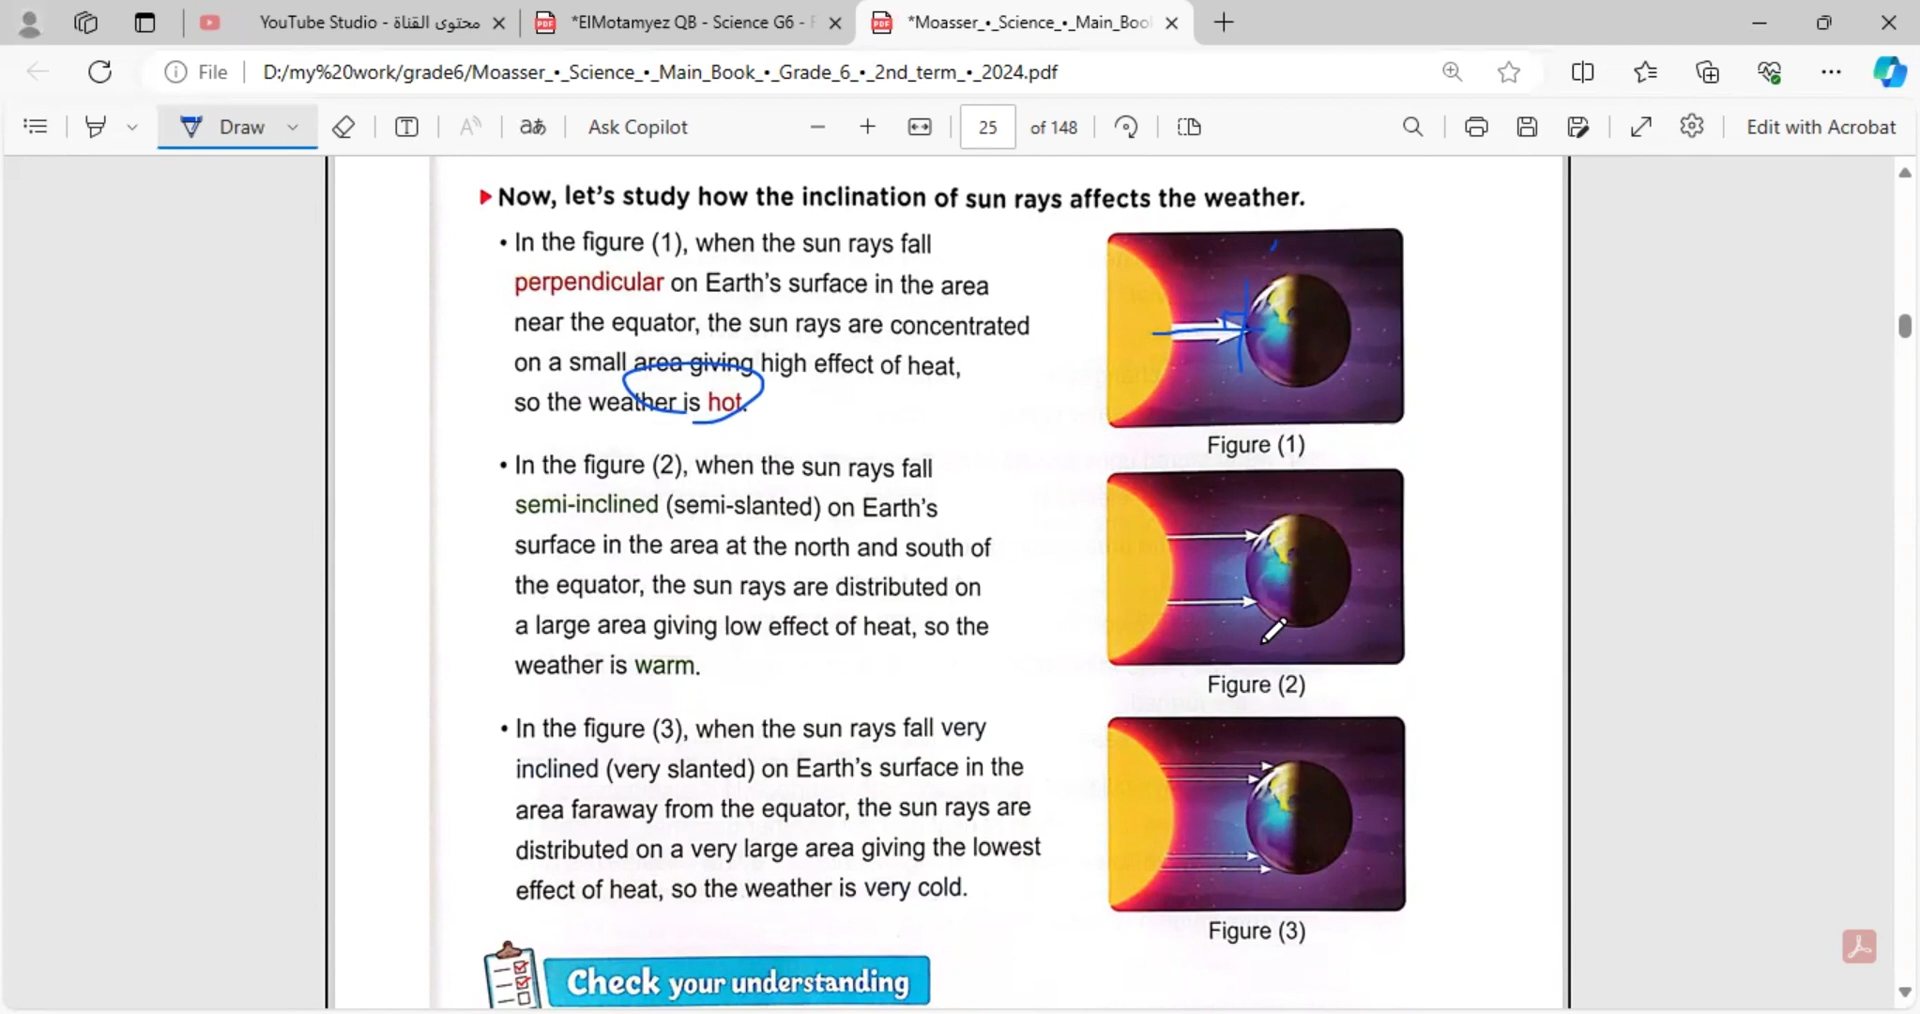 YouTube Studio - محتوى القناة
*ElMotamyez QB - Science G6 -
*Moasser_•_Science_•_Main_Boo
File
D:/my%20work/grade6/Moasser_•_Science_•_Main_Book_•_Grade_6_•_2nd_term_•_2024.pdf
Draw
Ask Copilot
25 of 148
Edit with Acrobat
Now, let's study how the inclination of sun rays affects the weather.
• In the figure (1), when the sun rays fall
perpendicular on Earth's surface in the area
near the equator, the sun rays are concentrated
on a small area giving high effect of heat,
so the weather is hot.
Figure (1)
• In the figure (2), when the sun rays fall
semi-inclined (semi-slanted) on Earth's
surface in the area at the north and south of
the equator, the sun rays are distributed on
a large area giving low effect of heat, so the
weather is warm.
Figure (2)
• In the figure (3), when the sun rays fall very
inclined (very slanted) on Earth's surface in the
area faraway from the equator, the sun rays are
distributed on a very large area giving the lowest
effect of heat, so the weather is very cold.
Figure (3)
Check your understanding